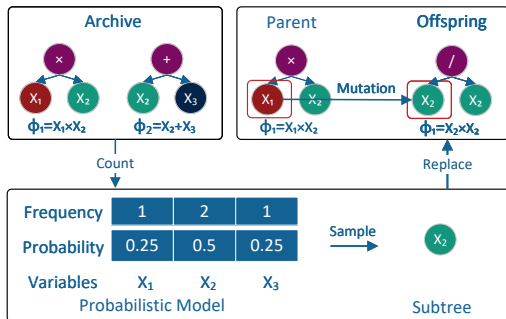 Archive
×
+
X₁
X₂
X₂
X₃
ϕ₁=X₁×X₂
ϕ₂=X₂+X₃
Parent
Offspring
×
/
Mutation
X₁
X₂
X₂
X₂
ϕ₁=X₁×X₂
ϕ₁=X₂×X₂
Count
Replace
Frequency 1 2 1
Probability 0.25 0.5 0.25
Variables X₁ X₂ X₃
Probabilistic Model
Sample
X₂
Subtree